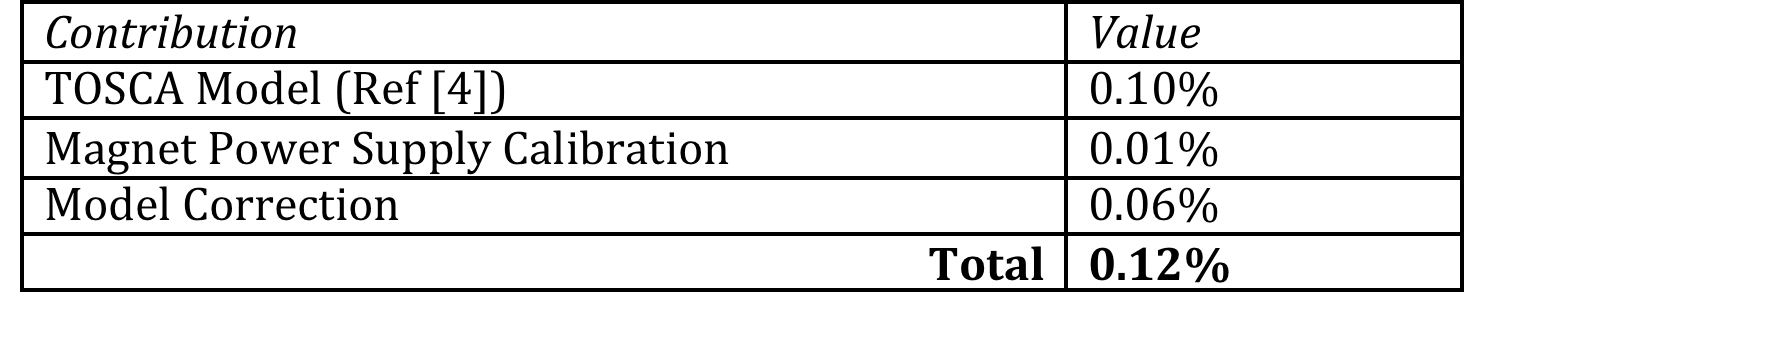 Contribution Value
TOSCA Model (Ref [4]) 0.10%
Magnet Power Supply Calibration 0.01%
Model Correction 0.06%
Total 0.12%